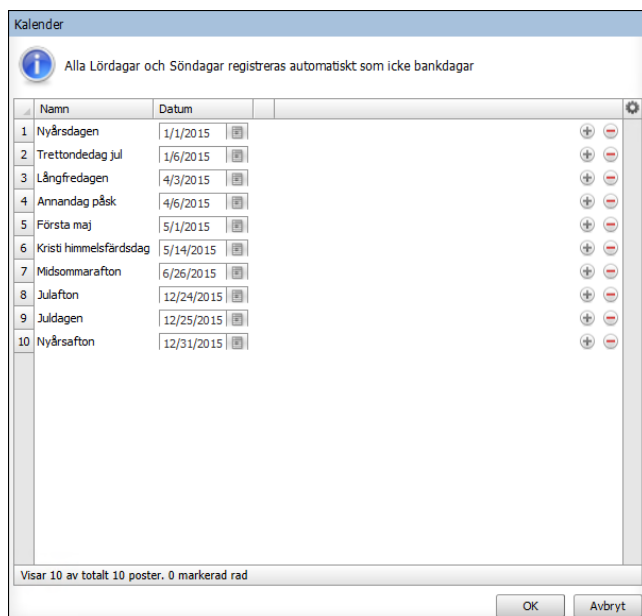 Kalender
Alla Lördagar och Söndagar registreras automatiskt som icke bankdagar
Namn Datum
1 Nyårsdagen 1/1/2015
2 Trettondedag jul 1/6/2015
3 Långfredagen 4/3/2015
4 Annandag påsk 4/6/2015
5 Första maj 5/1/2015
6 Kristi himmelsfärdsdag 5/14/2015
7 Midsommarafton 6/26/2015
8 Julafton 12/24/2015
9 Juldagen 12/25/2015
10 Nyårsafton 12/31/2015
Visar 10 av totalt 10 poster. 0 markerad rad
OK Avbryt